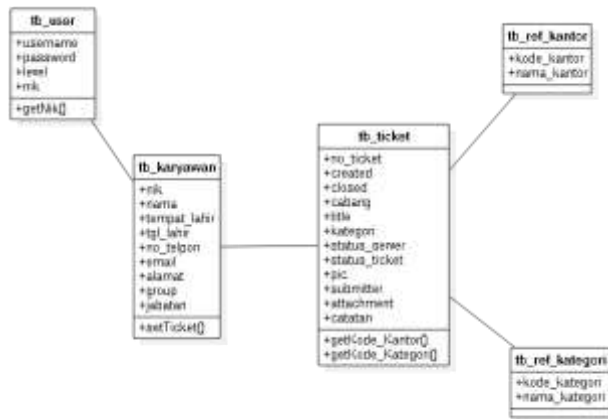 tb_user
+username
+password
+level
+nik
+getNik()
tb_karyawan
+nik
+nama
+tempat_lahir
+tgl_lahir
+no_telpon
+email
+alamat
+group
+jabatan
+setTicket()
tb_ticket
+no_ticket
+created
+closed
+cabang
+title
+kategori
+status_server
+status_ticket
+pic
+submitter
+attachment
+catatan
+getKode_Kantor()
+getKode_Kategori()
tb_ref_kantor
+kode_kantor
+nama_kantor
tb_ref_kategori
+kode_kategori
+nama_kategori